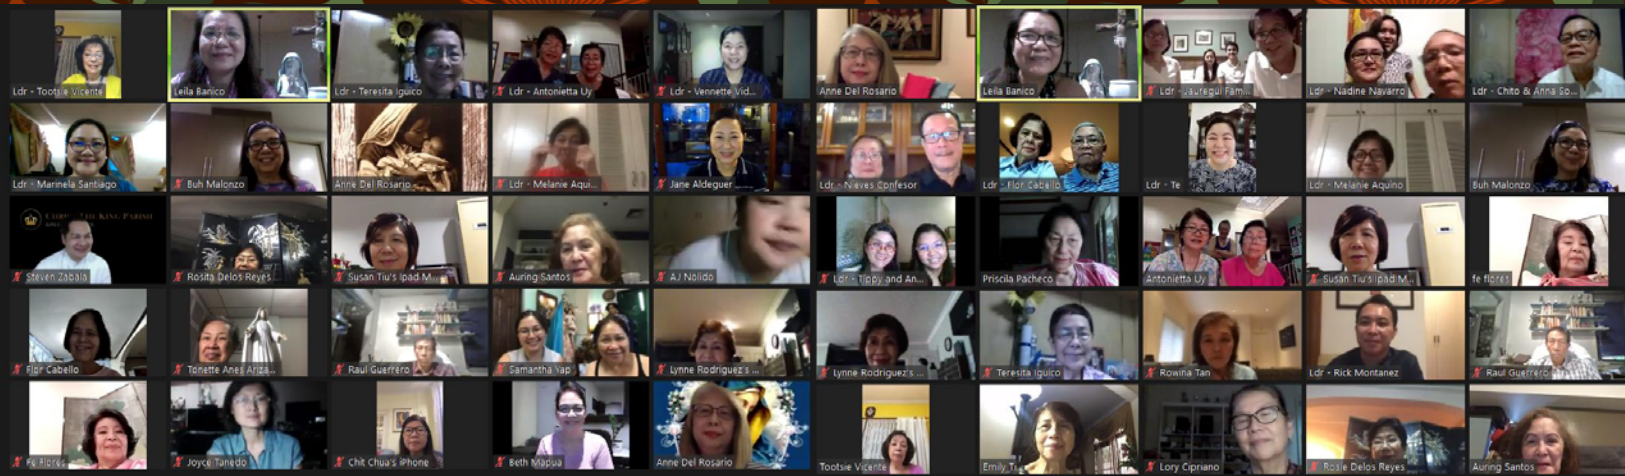 Ldr - Tootsie Vicente
Leila Banico
Ldr - Teresita Iguico
Ldr - Antonietta Uy
Ldr - Vennette Vid...
Anne Del Rosario
Leila Banico
Ldr - Jauregui Fam...
Ldr - Nadine Navarro
Ldr - Chito & Anna So...
Ldr - Marinela Santiago
Buh Malonzo
Anne Del Rosario
Ldr - Melanie Aqui...
Jane Aldeguer
Ldr - Nieves Confesor
Ldr - Flor Cabello
Ldr - Te
Ldr - Melanie Aquino
Buh Malonzo
Christ the King Parish
Steven Zabala
Rosita Delos Reyes
Susan Tiu's Ipad M...
Auring Santos
AJ Nolido
Ldr - Tippy and An...
Priscila Pacheco
Antonietta Uy
Susan Tiu's Ipad M...
fe flores
Flor Cabello
Tonette Anes Ariza...
Raul Guerrero
Samantha Yap
Lynne Rodriguez's ...
Lynne Rodriguez's ...
Teresita Iguico
Rowina Tan
Ldr - Rick Montanez
Raul Guerrero
Fe Flores
Joyce Tanedo
Chit Chua's iPhone
Beth Mapua
Anne Del Rosario
Tootsie Vicente
Emily T
Lory Cipriano
Rosie Delos Reyes
Auring Santos